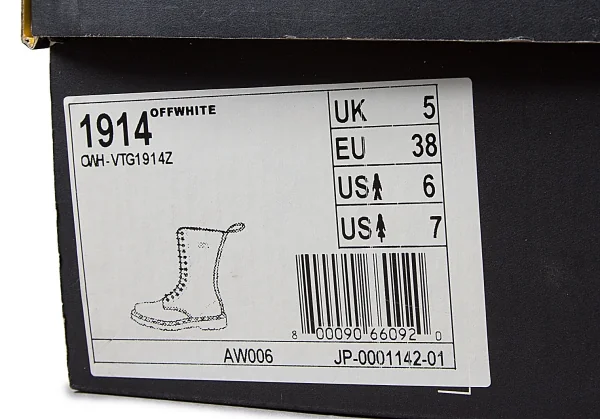 1914 OFFWHITE
OWH-VTG1914Z
UK 5
EU 38
US 6
US 7
8 00090 66092 0
AW006 JP-0001142-01